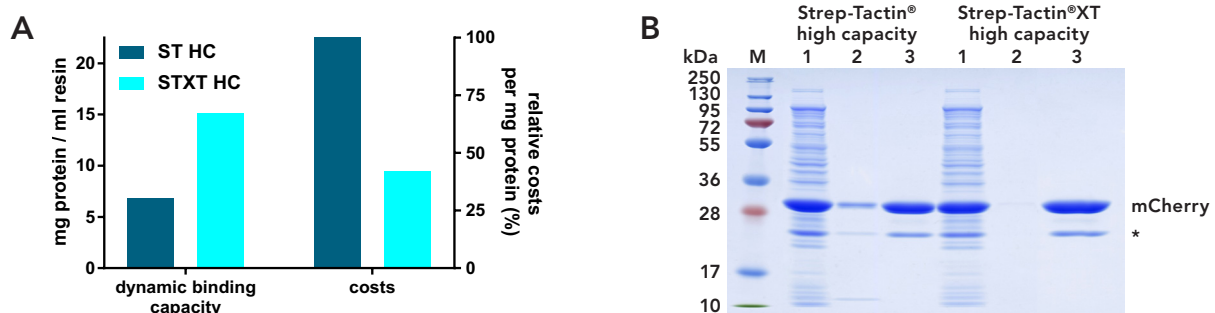 A
mg protein / ml resin
20
15
10
5
0
ST HC
STXT HC
100
75
50
25
0
relative costs
per mg protein (%)
dynamic binding
capacity
costs
B
Strep-Tactin®
high capacity
Strep-Tactin®XT
high capacity
kDa M 1 2 3 1 2 3
250
130
95
72
55
36
28
17
10
mCherry
*